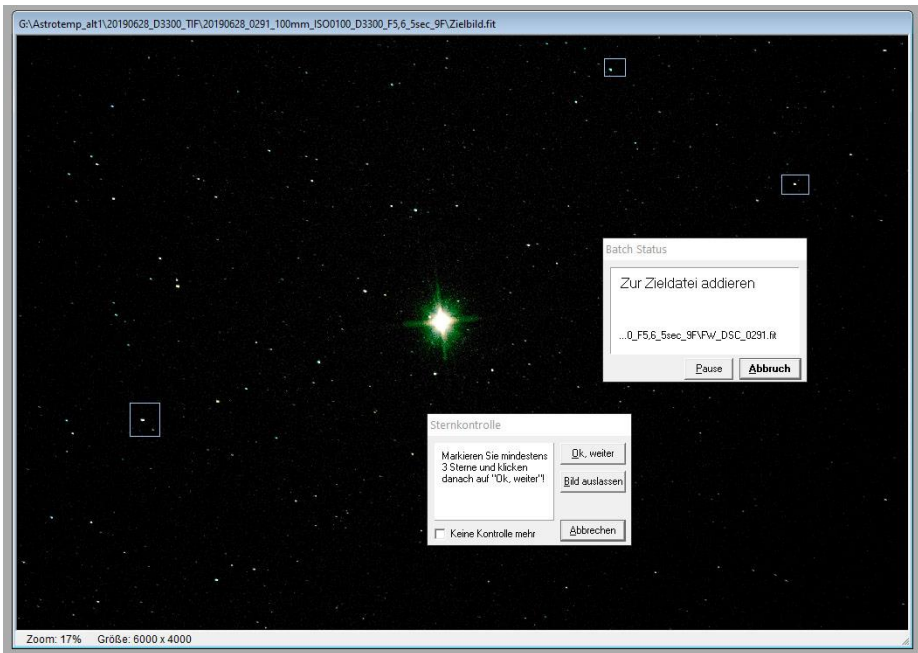 G:\Astrotemp_alt1\20190628_D3300_TIF\20190628_0291_100mm_ISO0100_D3300_F5,6_5sec_9F\Zielbild.fit
Batch Status
Zur Zieldatei addieren
...0_F5,6_5sec_9F\FW_DSC_0291.fit
Pause
Abbruch
Sternkontrolle
Markieren Sie mindestens
3 Sterne und klicken
danach auf "Ok, weiter"!
Ok, weiter
Bild auslassen
Keine Kontrolle mehr
Abbrechen
Zoom: 17% Größe: 6000 x 4000